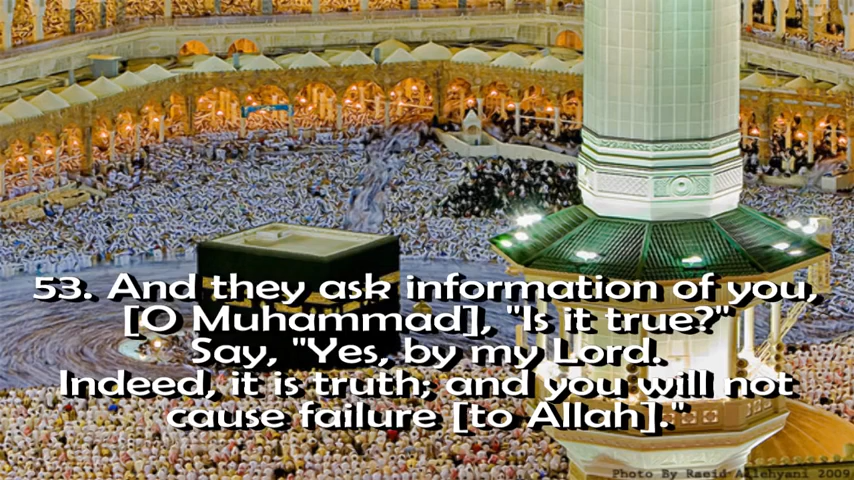 53. And they ask information of you,
[O Muhammad], "Is it true?"
Say, "Yes, by my Lord.
Indeed, it is truth; and you will not
cause failure [to Allah]."
Photo By Raeid Allehyani 2009